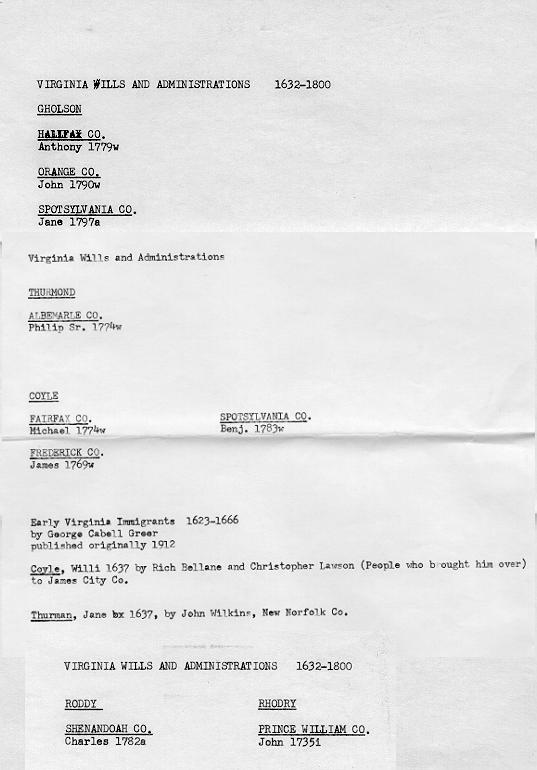 VIRGINIA WILLS AND ADMINISTRATIONS 1632-1800
GHOLSON
HALIFAX CO.
Anthony 1779w
ORANGE CO.
John 1790w
SPOTSYLVANIA CO.
Jane 1797a
Virginia Wills and Administrations
THURMOND
ALBEMARLE CO.
Philip Sr. 1774w
COYLE
FAIRFAX CO. SPOTSYLVANIA CO.
Michael 1774w Benj. 1783w
FREDERICK CO.
James 1769w
Early Virginia Immigrants 1623-1666
by George Cabell Greer
published originally 1912
Coyle, Willi 1637 by Rich Bellane and Christopher Lawson (People who brought him over)
to James City Co.
Thurman, Jane bx 1637, by John Wilkins, New Norfolk Co.
VIRGINIA WILLS AND ADMINISTRATIONS 1632-1800
RODDY RHODRY
SHENANDOAH CO. PRINCE WILLIAM CO.
Charles 1782a John 1735i